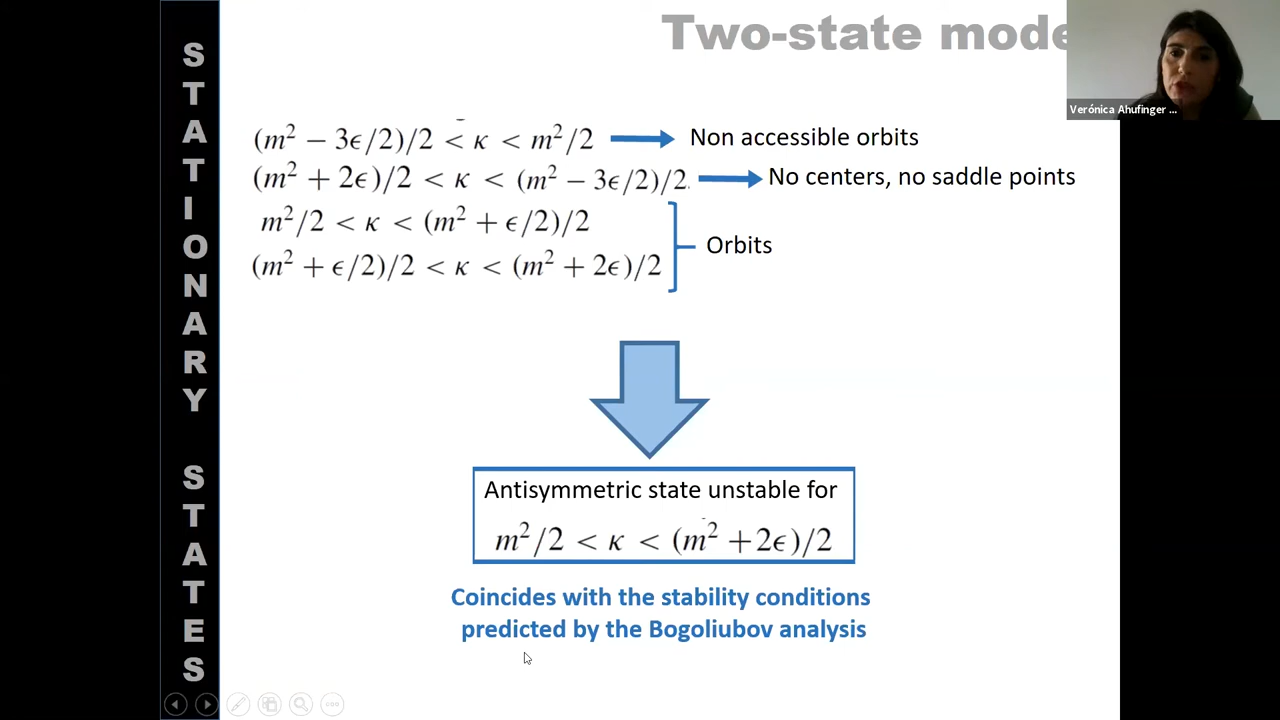 STATIONARY STATES
Two-state mode
Verónica Ahufinger ...
(m² − 3ϵ/2)/2 < κ < m²/2
Non accessible orbits
(m² + 2ϵ)/2 < κ < (m² − 3ϵ/2)/2
No centers, no saddle points
m²/2 < κ < (m² + ϵ/2)/2
(m² + ϵ/2)/2 < κ < (m² + 2ϵ)/2
Orbits
Antisymmetric state unstable for
m²/2 < κ < (m² + 2ϵ)/2
Coincides with the stability conditions
predicted by the Bogoliubov analysis